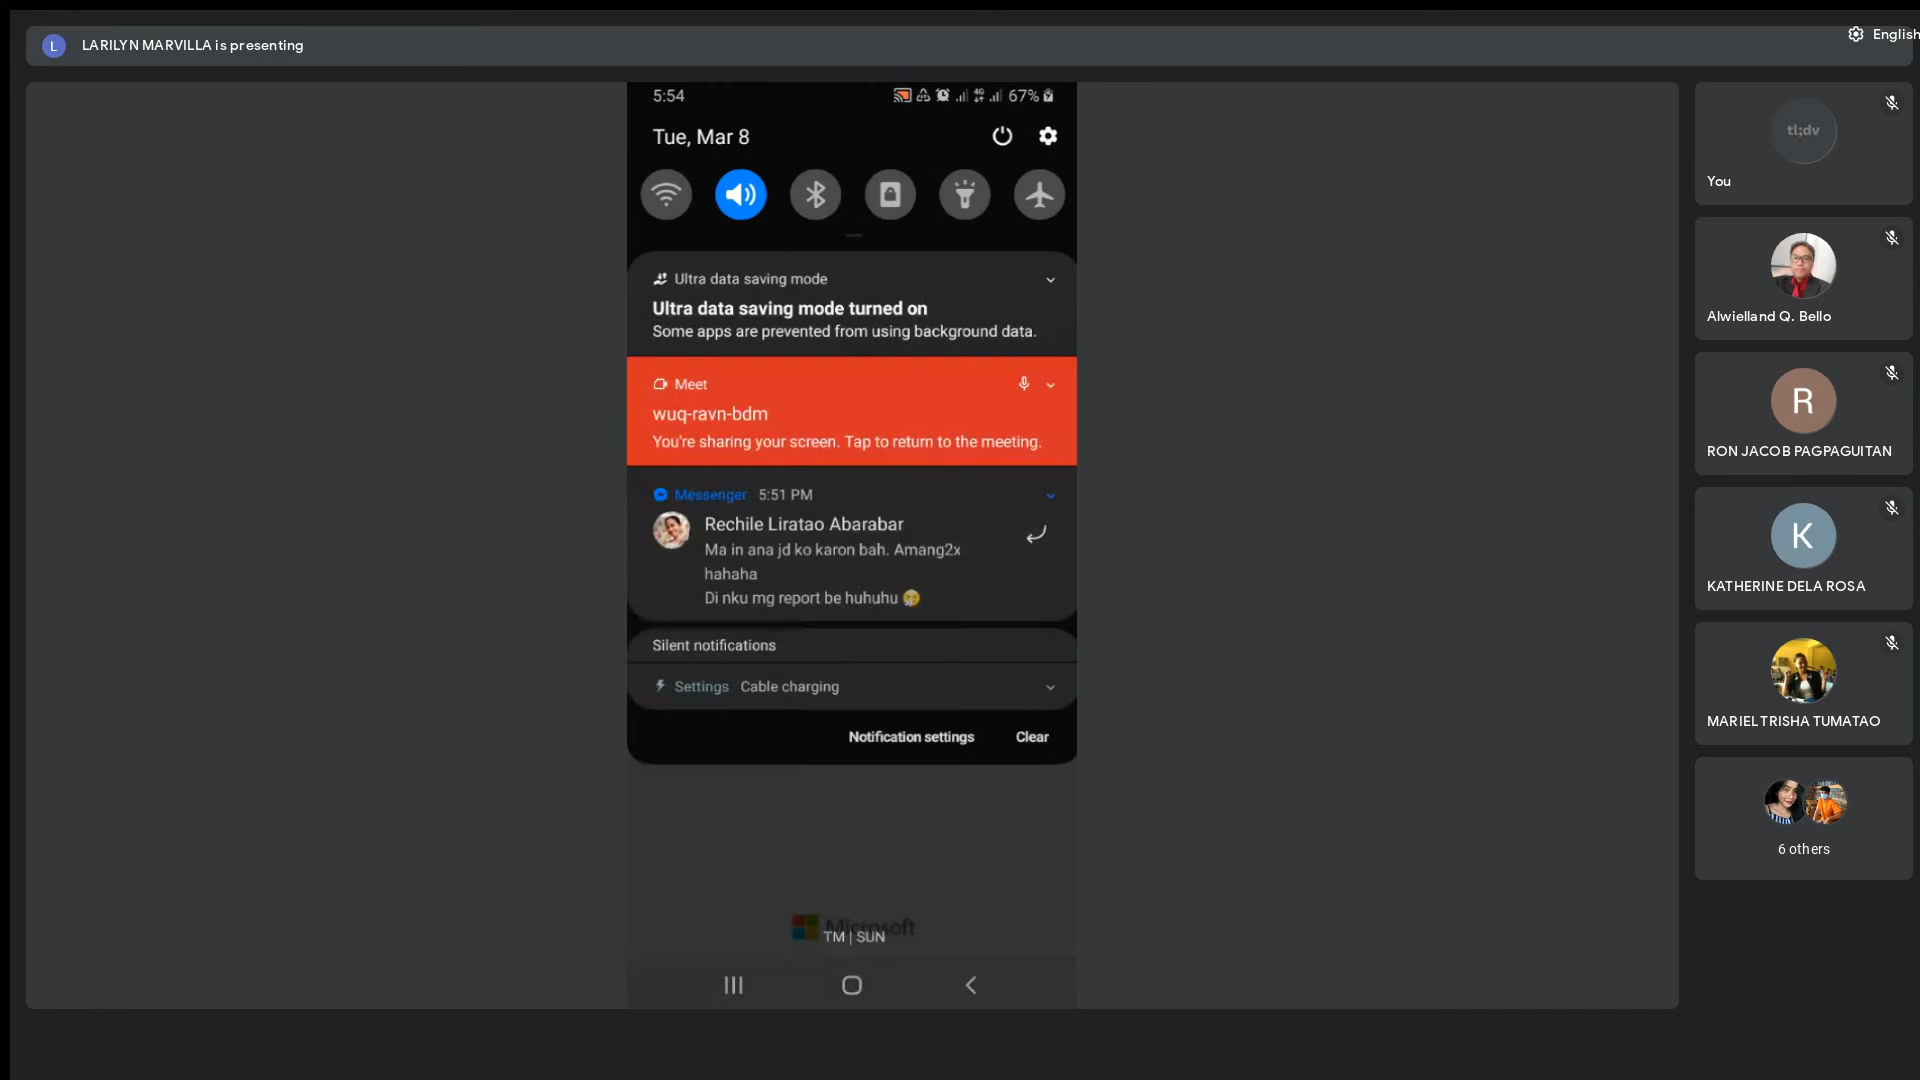 L
LARILYN MARVILLA is presenting
English
5:54
4G
67%
Tue, Mar 8
Ultra data saving mode
Ultra data saving mode turned on
Some apps are prevented from using background data.
Meet
wuq-ravn-bdm
You're sharing your screen. Tap to return to the meeting.
Messenger 5:51 PM
Rechile Liratao Abarabar
Ma in ana jd ko karon bah. Amang2x
hahaha
Di nku mg report be huhuhu
Silent notifications
Settings Cable charging
Notification settings Clear
Microsoft
TM | SUN
tl;dv
You
Alwielland Q. Bello
R
RON JACOB PAGPAGUITAN
K
KATHERINE DELA ROSA
MARIEL TRISHA TUMATAO
6 others